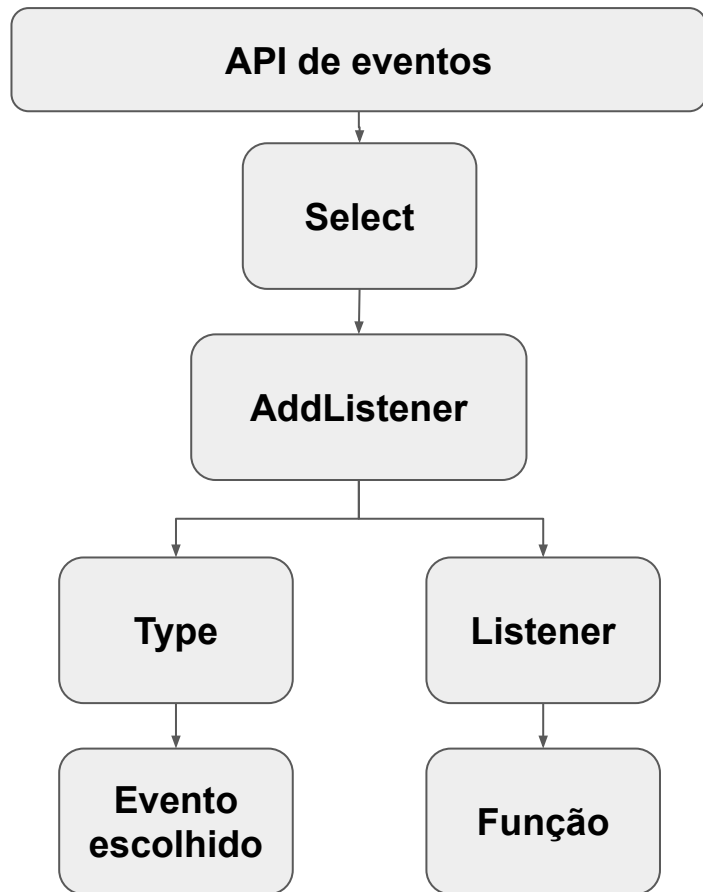 API de eventos
Select
AddListener
Type
Listener
Evento
escolhido
Função